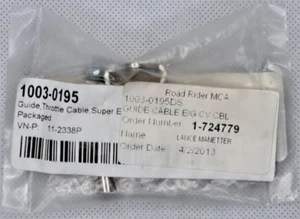 1003-0195
Guide,Throttle Cable,Super E
Packaged
VN-P 11-2338P
Road Rider MCA
1003-0195DS
GUIDE CABLE E/G CV CBL
Order Number 1-724779
Name LANCE MANETTER
Order Date 4/2/2013